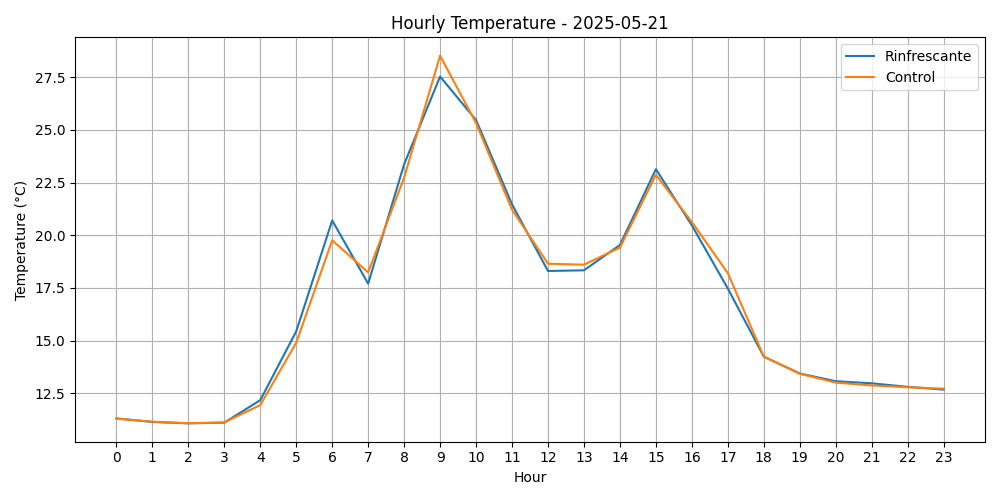 Hourly Temperature - 2025-05-21
Rinfrescante
Control
Temperature (°C)
27.5
25.0
22.5
20.0
17.5
15.0
12.5
0 1 2 3 4 5 6 7 8 9 10 11 12 13 14 15 16 17 18 19 20 21 22 23
Hour